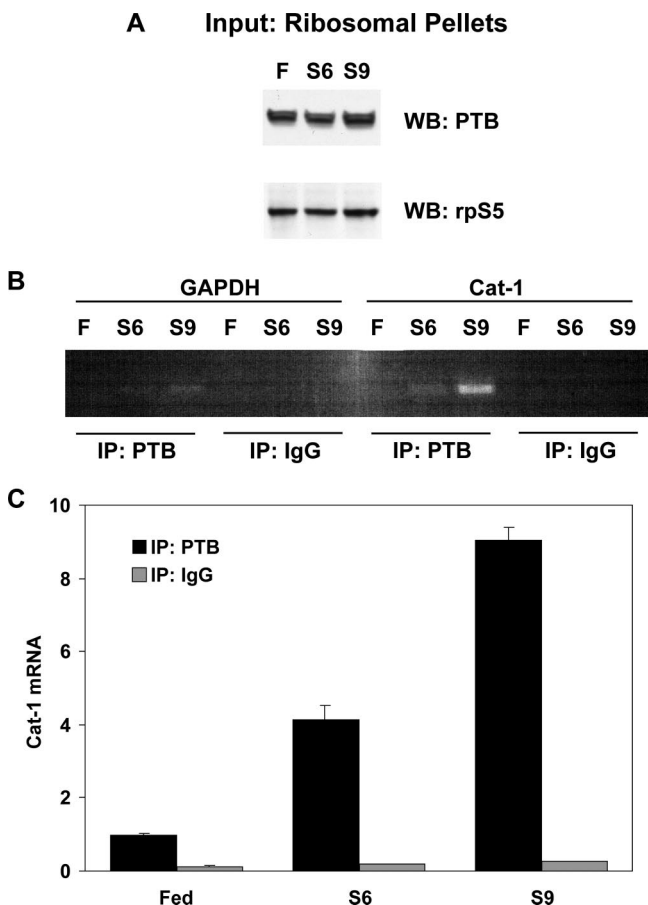 A Input: Ribosomal Pellets
F S6 S9
WB: PTB
WB: rpS5
B
GAPDH Cat-1
F S6 S9 F S6 S9 F S6 S9 F S6 S9
IP: PTB IP: IgG IP: PTB IP: IgG
C
10
IP: PTB
IP: IgG
8
6
4
2
0
Cat-1 mRNA
Fed S6 S9